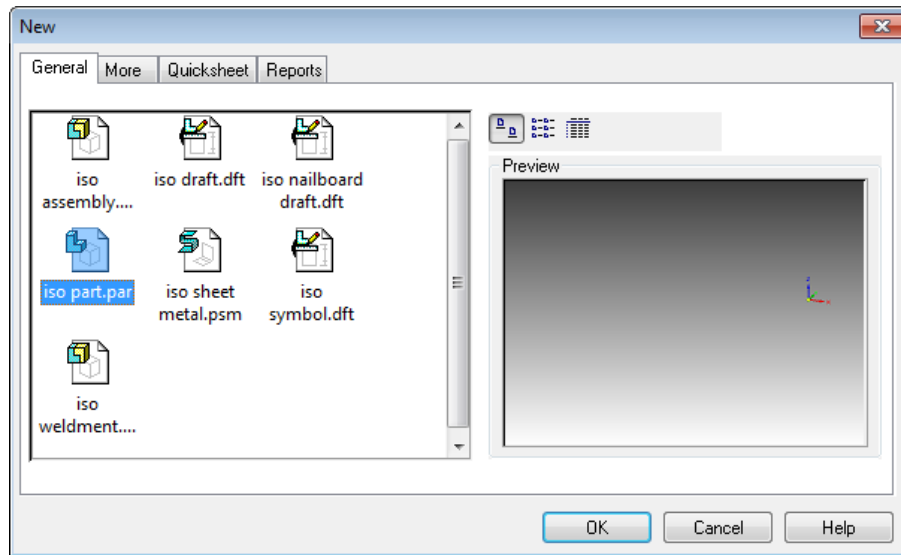 New
General More Quicksheet Reports
iso assembly....
iso draft.dft
iso nailboard draft.dft
iso part.par
iso sheet metal.psm
iso symbol.dft
iso weldment....
Preview
OK Cancel Help